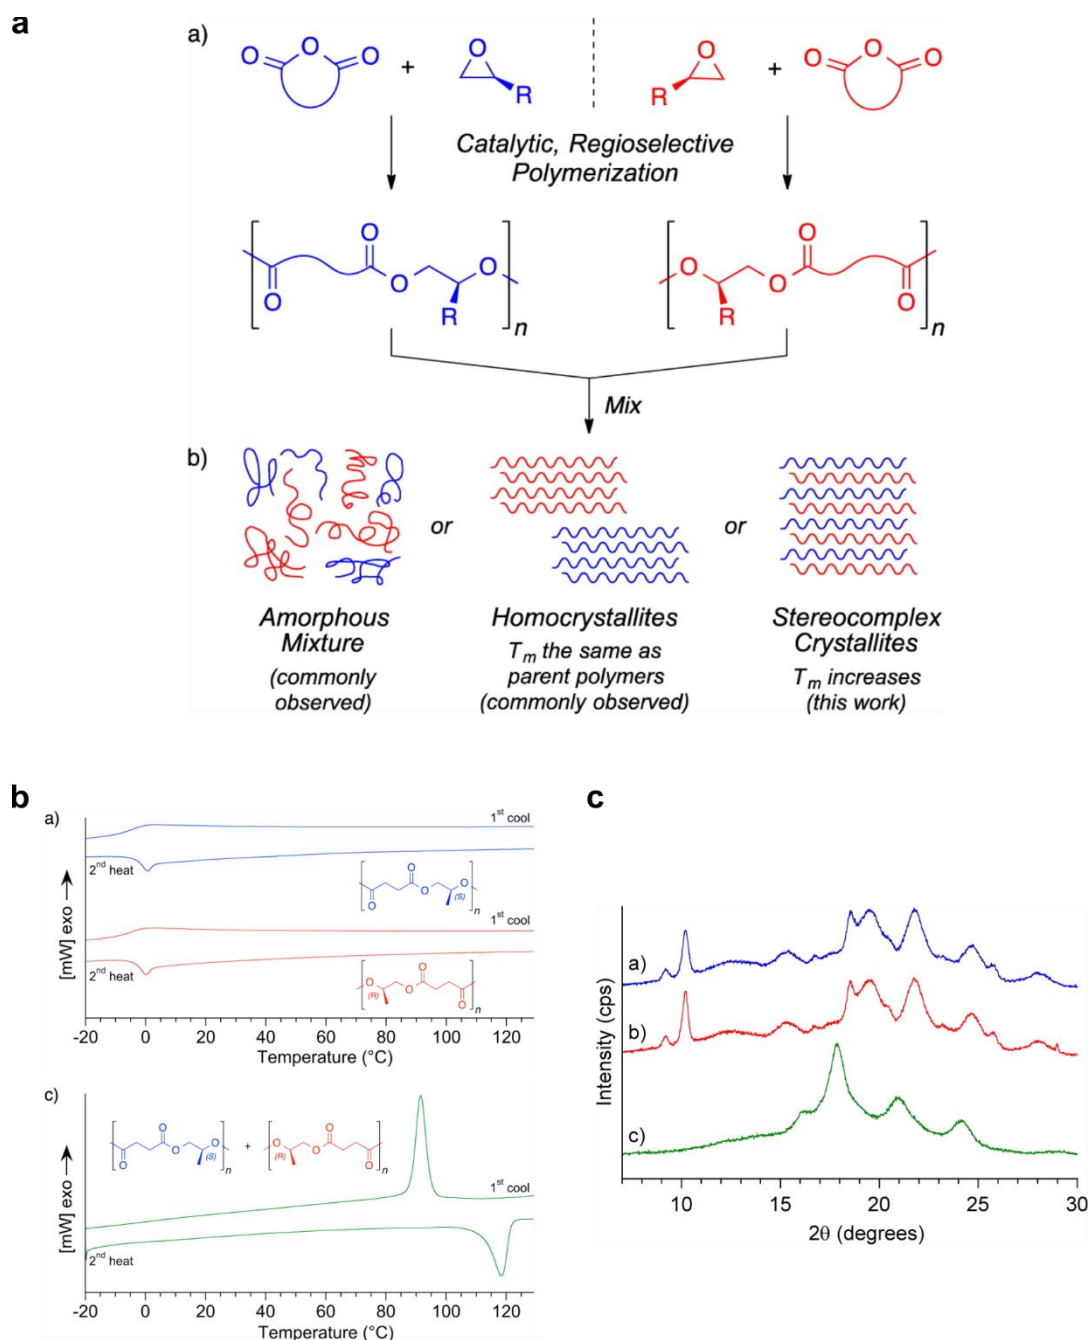 a
a)
O O O + O R
R O + O O O
Catalytic, Regioselective
Polymerization
O O O O R n
O R O O O n
Mix
b)
or
or
Amorphous
Mixture
(commonly
observed)
Homocrystallites
Tm the same as
parent polymers
(commonly observed)
Stereocomplex
Crystallites
Tm increases
(this work)
b
a)
1st cool
2nd heat
O O O O (S) n
1st cool
2nd heat
O (R) O O O n
[mW] exo
-20 0 20 40 60 80 100 120
Temperature (°C)
c)
O O O O (S) n + O (R) O O O n
1st cool
2nd heat
[mW] exo
-20 0 20 40 60 80 100 120
Temperature (°C)
c
a)
b)
c)
Intensity (cps)
10 15 20 25 30
2θ (degrees)